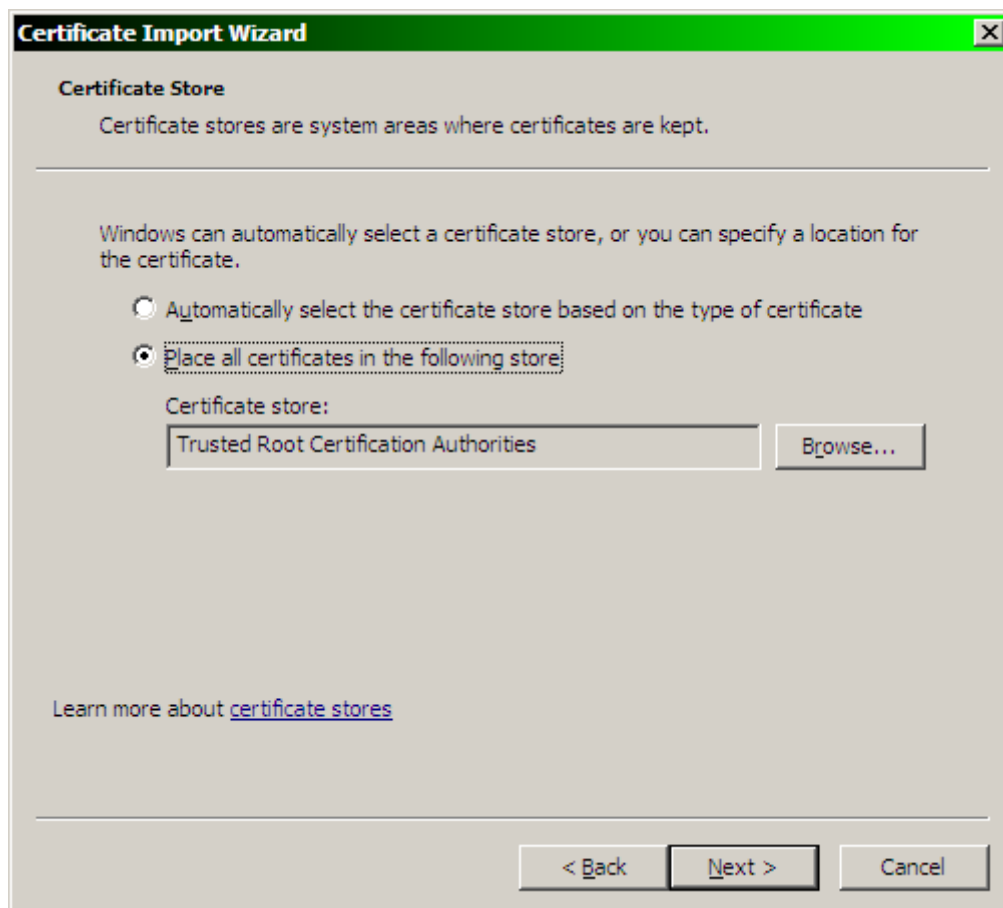 Certificate Import Wizard
Certificate Store
Certificate stores are system areas where certificates are kept.
Windows can automatically select a certificate store, or you can specify a location for
the certificate.
Automatically select the certificate store based on the type of certificate
Place all certificates in the following store
Certificate store:
Trusted Root Certification Authorities
Browse...
Learn more about certificate stores
< Back
Next >
Cancel